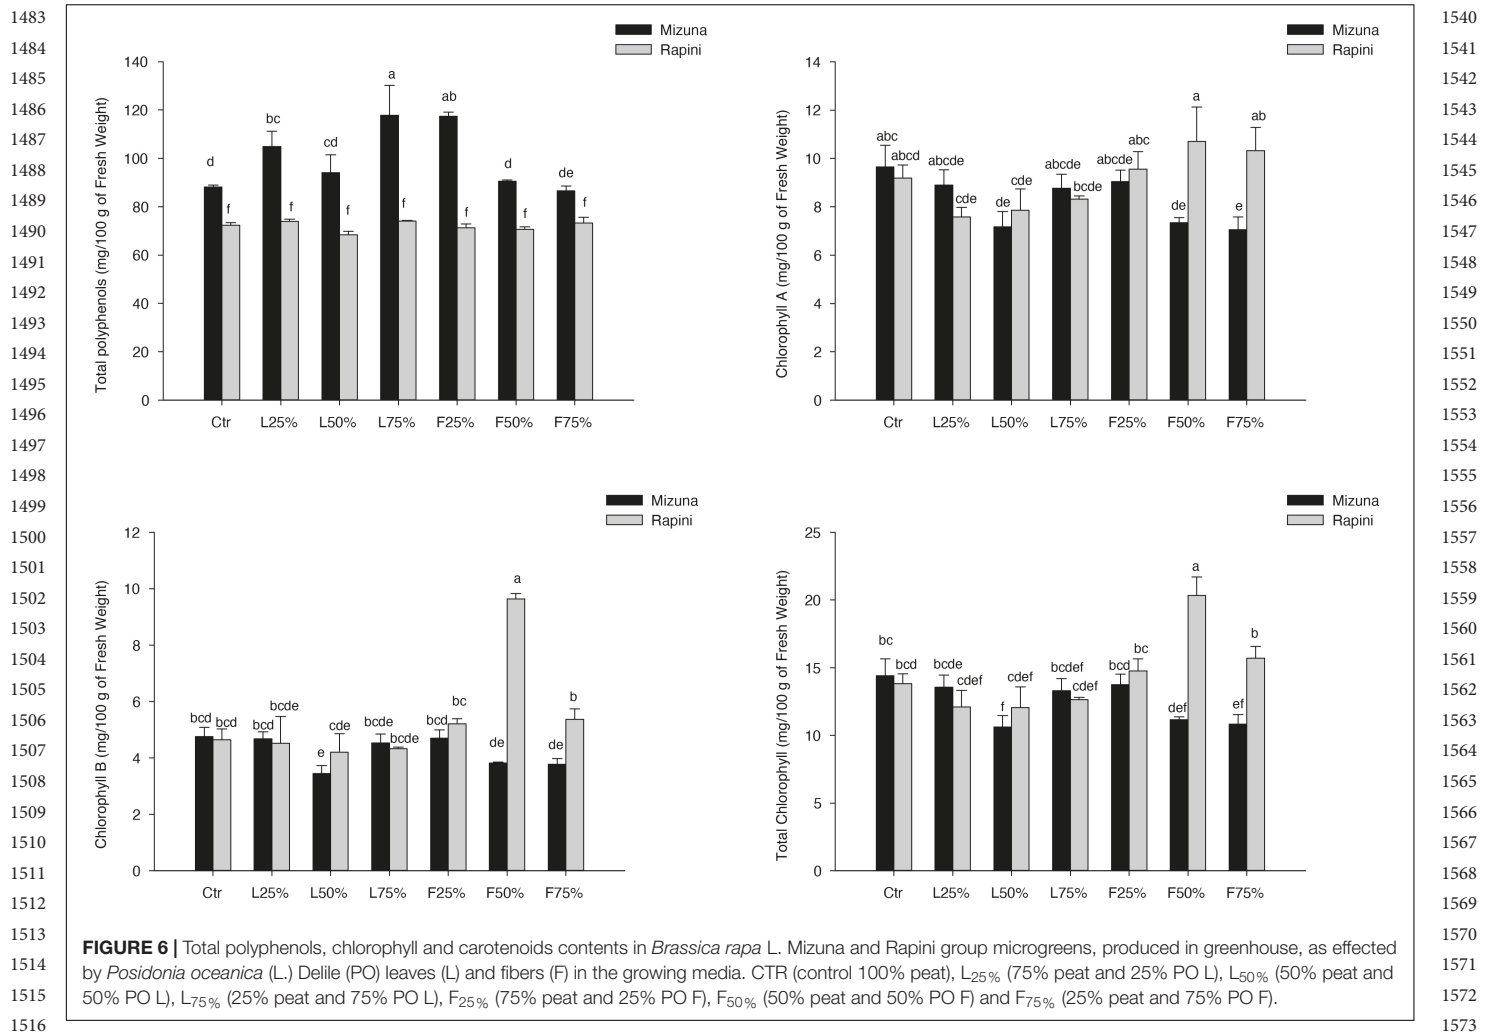 1483
1484
1485
1486
1487
1488
1489
1490
1491
1492
1493
1494
1495
1496
1497
1498
1499
1500
1501
1502
1503
1504
1505
1506
1507
1508
1509
1510
1511
1512
1513
1514
1515
1516
Mizuna
Rapini
Total polyphenols (mg/100 g of Fresh Weight)
140
120
100
80
60
40
20
0
d f
bc f
cd f
a f
ab f
d f
de f
Ctr L25% L50% L75% F25% F50% F75%
Mizuna
Rapini
Chlorophyll A (mg/100 g of Fresh Weight)
14
12
10
8
6
4
2
0
abc abcd
abcde cde
de cde
abcde bcde
abcde abc
de a
e ab
Ctr L25% L50% L75% F25% F50% F75%
Mizuna
Rapini
Chlorophyll B (mg/100 g of Fresh Weight)
12
10
8
6
4
2
0
bcd bcd
bcd bcde
e cde
bcde bcde
bcd bc
de a
de b
Ctr L25% L50% L75% F25% F50% F75%
Mizuna
Rapini
Total Chlorophyll (mg/100 g of Fresh Weight)
25
20
15
10
5
0
bc bcd
bcde cdef
f cdef
bcdef cdef
bcd bc
def a
ef b
Ctr L25% L50% L75% F25% F50% F75%
FIGURE 6 | Total polyphenols, chlorophyll and carotenoids contents in Brassica rapa L. Mizuna and Rapini group microgreens, produced in greenhouse, as effected
by Posidonia oceanica (L.) Delile (PO) leaves (L) and fibers (F) in the growing media. CTR (control 100% peat), L25% (75% peat and 25% PO L), L50% (50% peat and
50% PO L), L75% (25% peat and 75% PO L), F25% (75% peat and 25% PO F), F50% (50% peat and 50% PO F) and F75% (25% peat and 75% PO F).
1540
1541
1542
1543
1544
1545
1546
1547
1548
1549
1550
1551
1552
1553
1554
1555
1556
1557
1558
1559
1560
1561
1562
1563
1564
1565
1566
1567
1568
1569
1570
1571
1572
1573